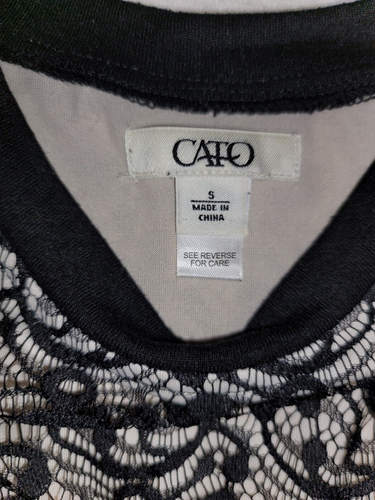 CATO
S
MADE IN
CHINA
SEE REVERSE
FOR CARE